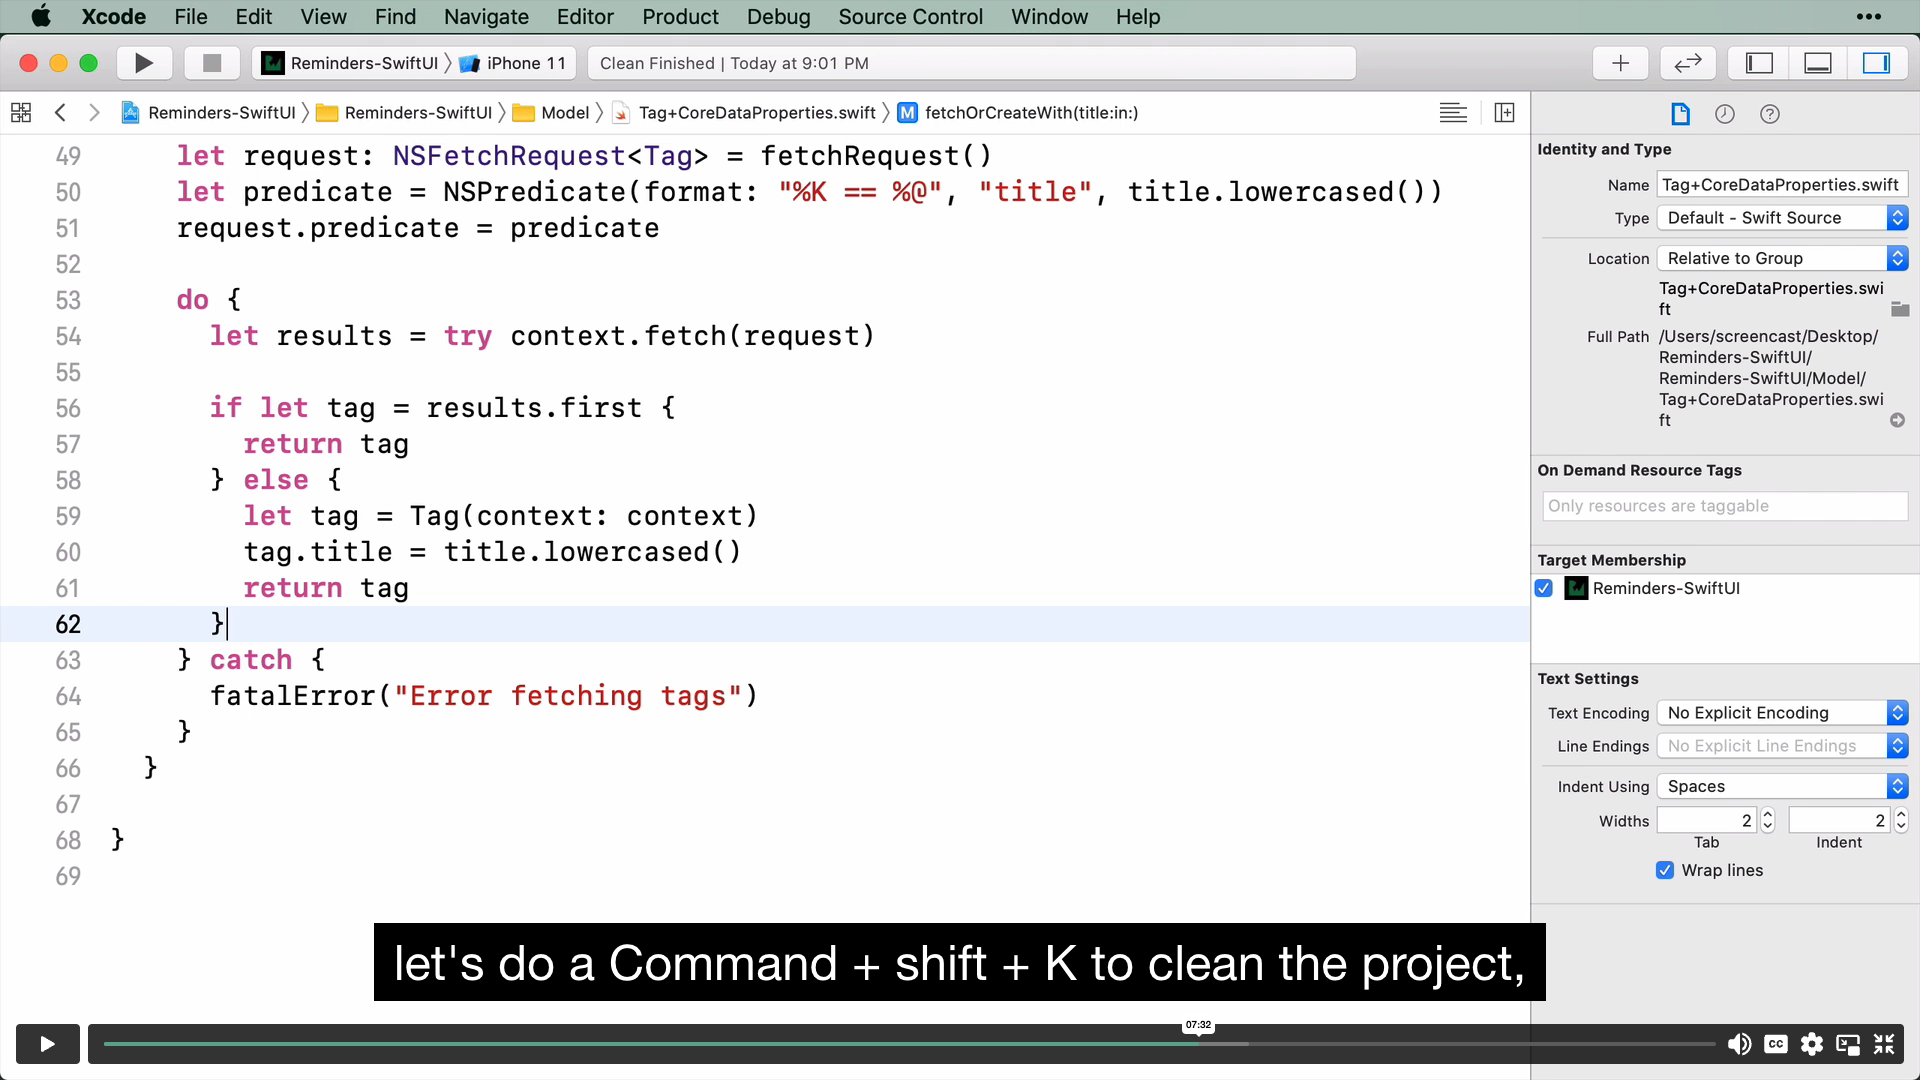 Xcode File Edit View Find Navigate Editor Product Debug Source Control Window Help
Reminders-SwiftUI iPhone 11 Clean Finished | Today at 9:01 PM
Reminders-SwiftUI Reminders-SwiftUI Model Tag+CoreDataProperties.swift M fetchOrCreateWith(title:in:)
49 let request: NSFetchRequest<Tag> = fetchRequest()
50 let predicate = NSPredicate(format: "%K == %@", "title", title.lowercased())
51 request.predicate = predicate
52
53 do {
54 let results = try context.fetch(request)
55
56 if let tag = results.first {
57 return tag
58 } else {
59 let tag = Tag(context: context)
60 tag.title = title.lowercased()
61 return tag
62 }
63 } catch {
64 fatalError("Error fetching tags")
65 }
66 }
67
68 }
69
Identity and Type
Name Tag+CoreDataProperties.swift
Type Default - Swift Source
Location Relative to Group
Tag+CoreDataProperties.swi
ft
Full Path /Users/screencast/Desktop/
Reminders-SwiftUI/
Reminders-SwiftUI/Model/
Tag+CoreDataProperties.swi
ft
On Demand Resource Tags
Only resources are taggable
Target Membership
Reminders-SwiftUI
Text Settings
Text Encoding No Explicit Encoding
Line Endings No Explicit Line Endings
Indent Using Spaces
Widths 2 2
Tab Indent
Wrap lines
let's do a Command + shift + K to clean the project,
07:32
CC